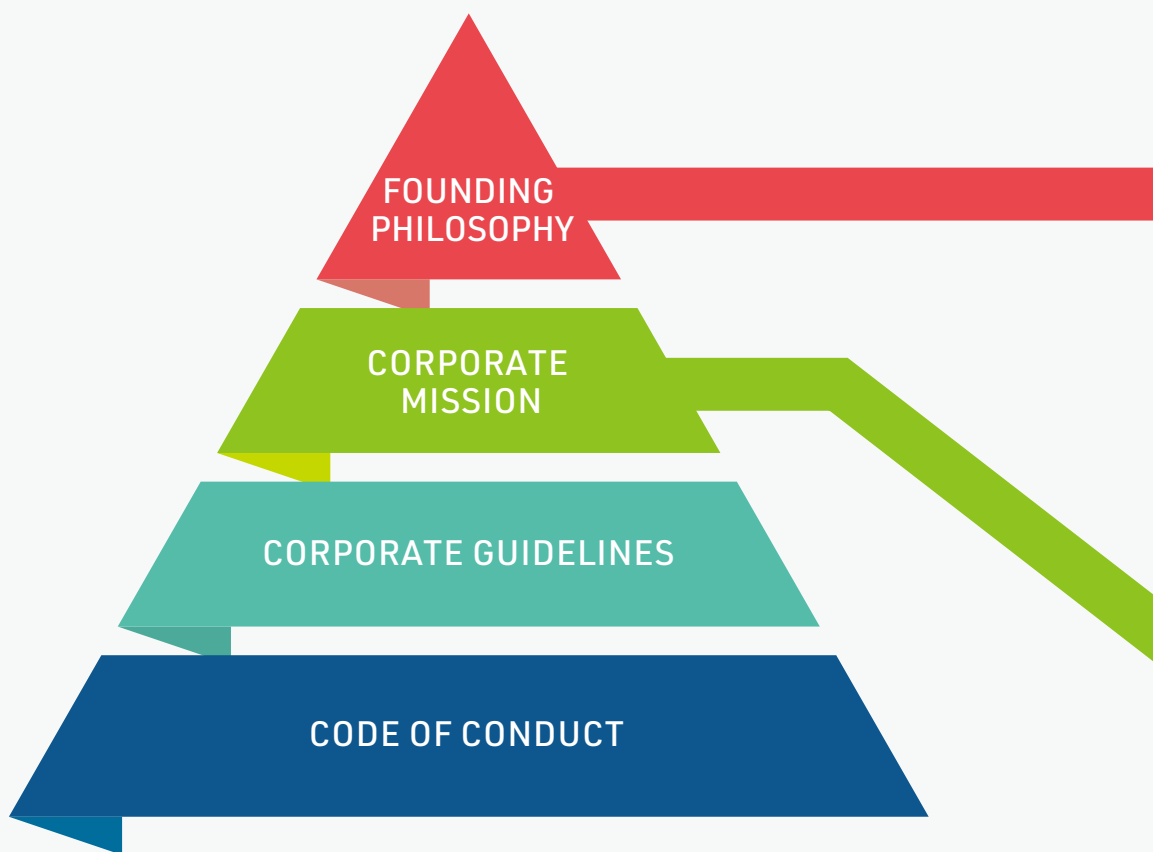 FOUNDING
PHILOSOPHY
CORPORATE
MISSION
CORPORATE GUIDELINES
CODE OF CONDUCT